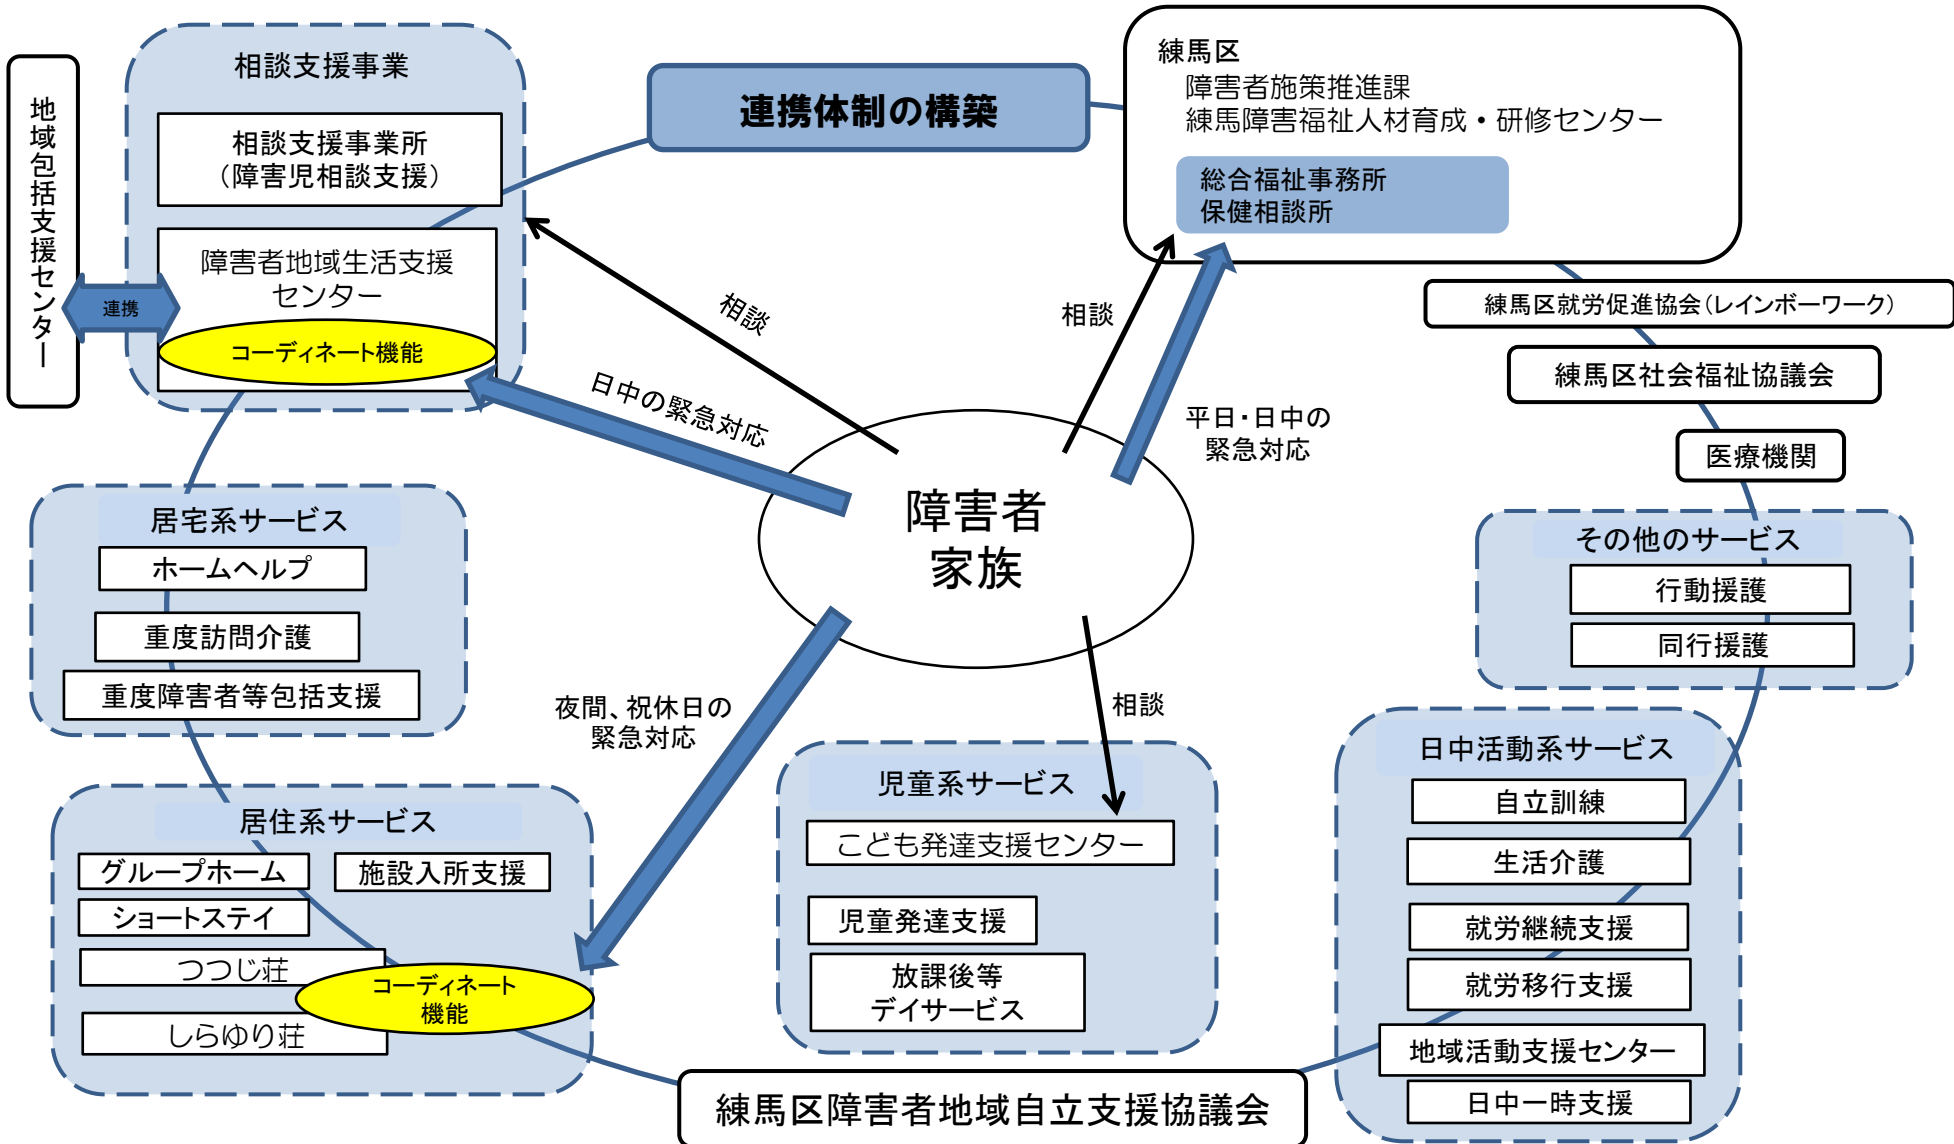 連携体制の構築
相談支援事業
相談支援事業所
（障害児相談支援）
障害者地域生活支援
センター
コーディネート機能
地域包括支援センター
連携
練馬区
障害者施策推進課
練馬障害福祉人材育成・研修センター
総合福祉事務所
保健相談所
練馬区就労促進協会（レインボーワーク）
練馬区社会福祉協議会
医療機関
相談
相談
日中の緊急対応
平日・日中の
緊急対応
障害者
家族
居宅系サービス
ホームヘルプ
重度訪問介護
重度障害者等包括支援
その他のサービス
行動援護
同行援護
夜間、祝休日の
緊急対応
相談
居住系サービス
グループホーム
施設入所支援
ショートステイ
つつじ荘
しらゆり荘
コーディネート
機能
児童系サービス
こども発達支援センター
児童発達支援
放課後等
デイサービス
日中活動系サービス
自立訓練
生活介護
就労継続支援
就労移行支援
地域活動支援センター
日中一時支援
練馬区障害者地域自立支援協議会